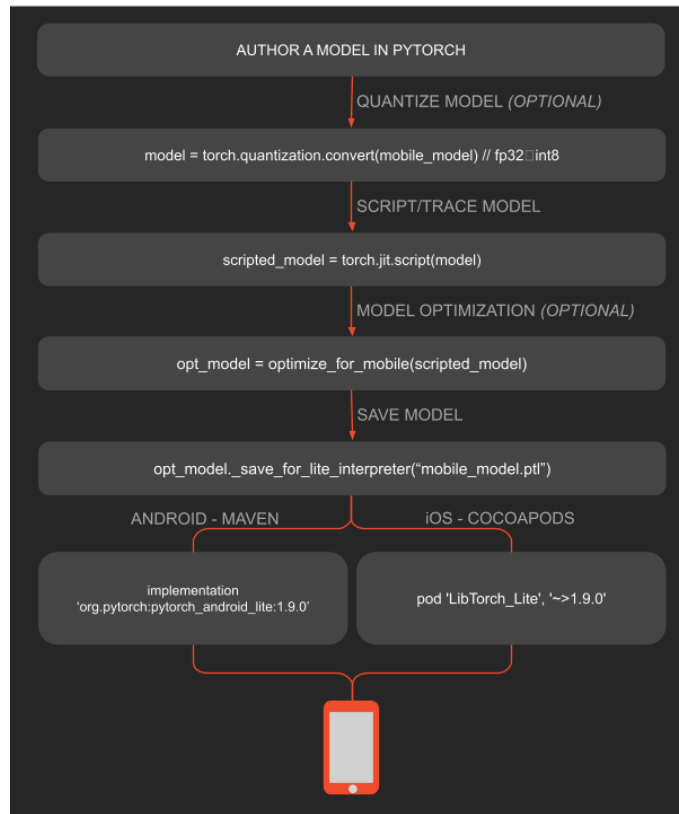 AUTHOR A MODEL IN PYTORCH
QUANTIZE MODEL (OPTIONAL)
model = torch.quantization.convert(mobile_model) // fp32□int8
SCRIPT/TRACE MODEL
scripted_model = torch.jit.script(model)
MODEL OPTIMIZATION (OPTIONAL)
opt_model = optimize_for_mobile(scripted_model)
SAVE MODEL
opt_model._save_for_lite_interpreter(“mobile_model.ptl”)
ANDROID - MAVEN
iOS - COCOAPODS
implementation
'org.pytorch:pytorch_android_lite:1.9.0’
pod 'LibTorch_Lite', '~>1.9.0'